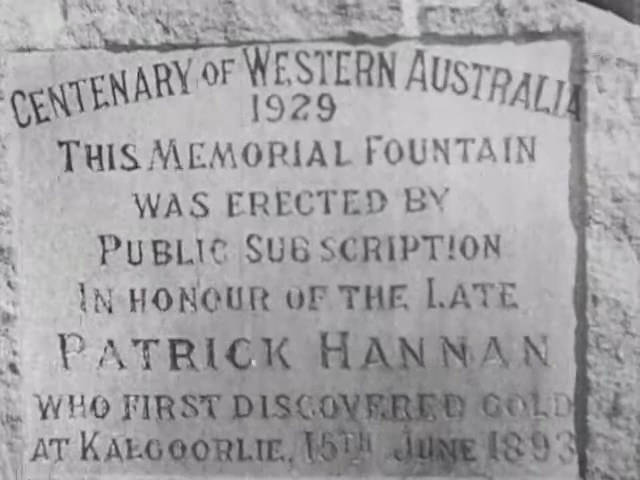 CENTENARY OF WESTERN AUSTRALIA
1929
THIS MEMORIAL FOUNTAIN
WAS ERECTED BY
PUBLIC SUBSCRIPTION
IN HONOUR OF THE LATE
PATRICK HANNAN
WHO FIRST DISCOVERED GOLD
AT KALGOORLIE, 15TH JUNE 1893